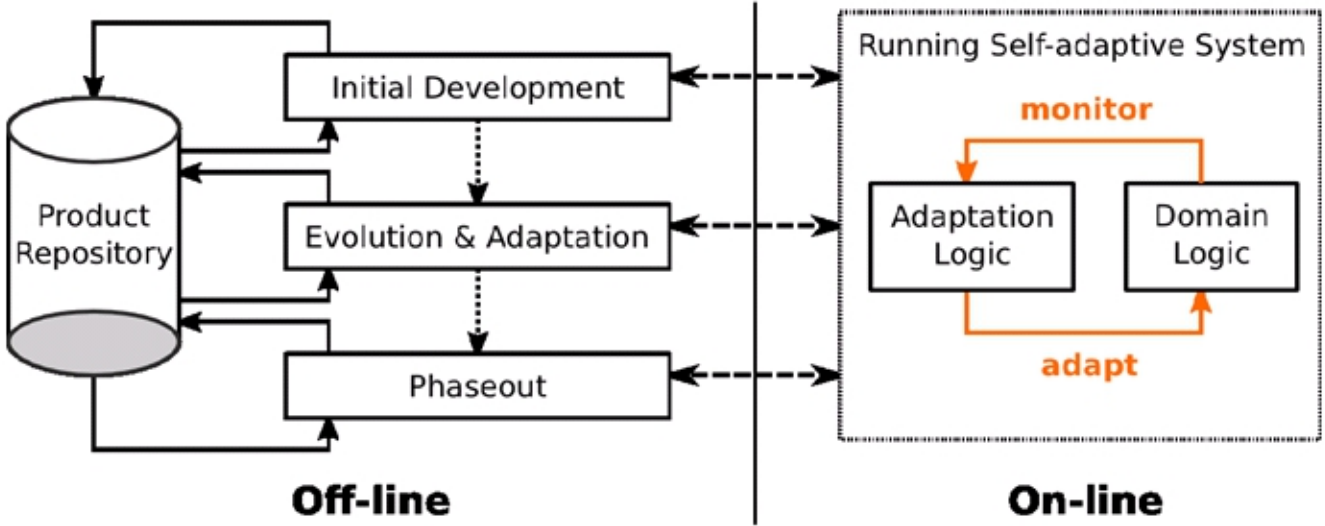 Initial Development
Product
Repository
Evolution & Adaptation
Phaseout
Off-line
Running Self-adaptive System
monitor
Adaptation
Logic
Domain
Logic
adapt
On-line